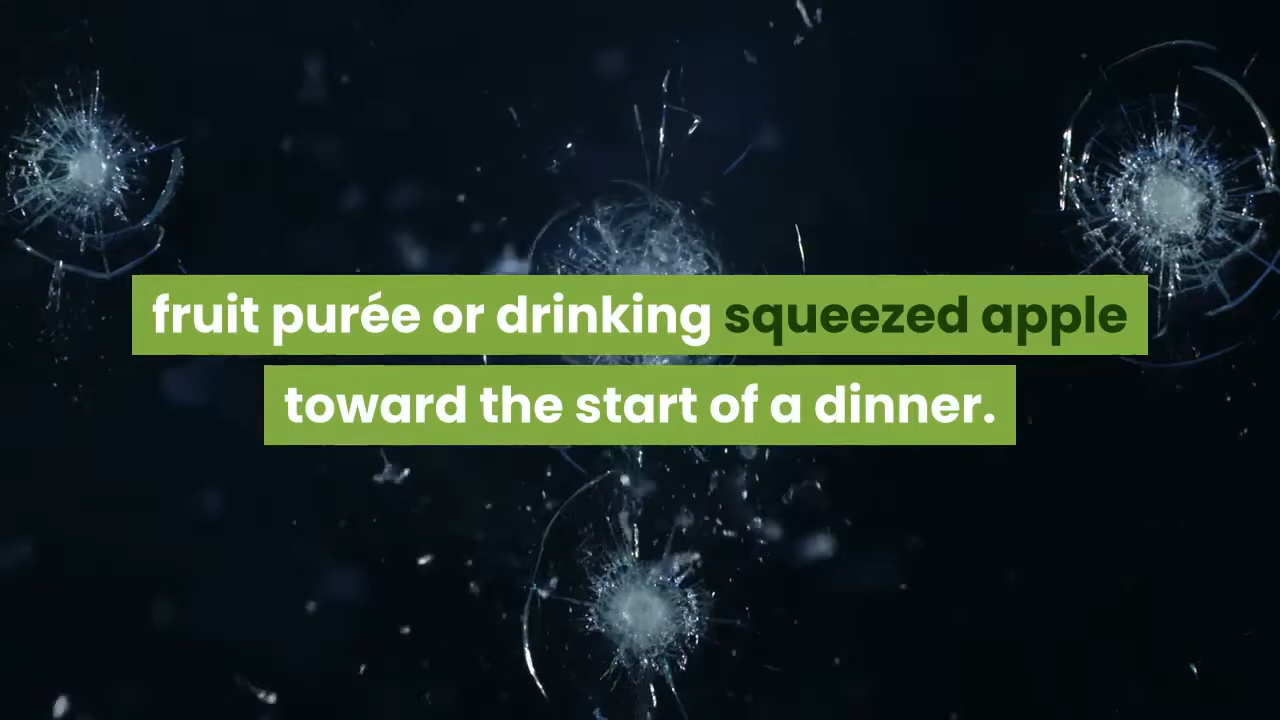 fruit purée or drinking squeezed apple
toward the start of a dinner.